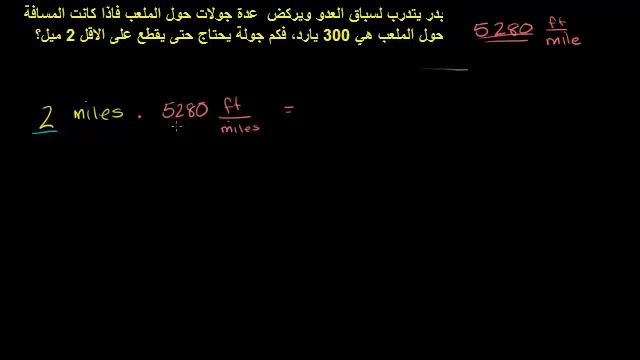 بدر يتدرب لسباق العدو ويركض عدة جولات حول الملعب فاذا كانت المسافة
حول الملعب هي 300 يارد، فكم جولة يحتاج حتى يقطع على الاقل 2 ميل؟
5280 ft/mile
2 miles · 5280 ft/miles =